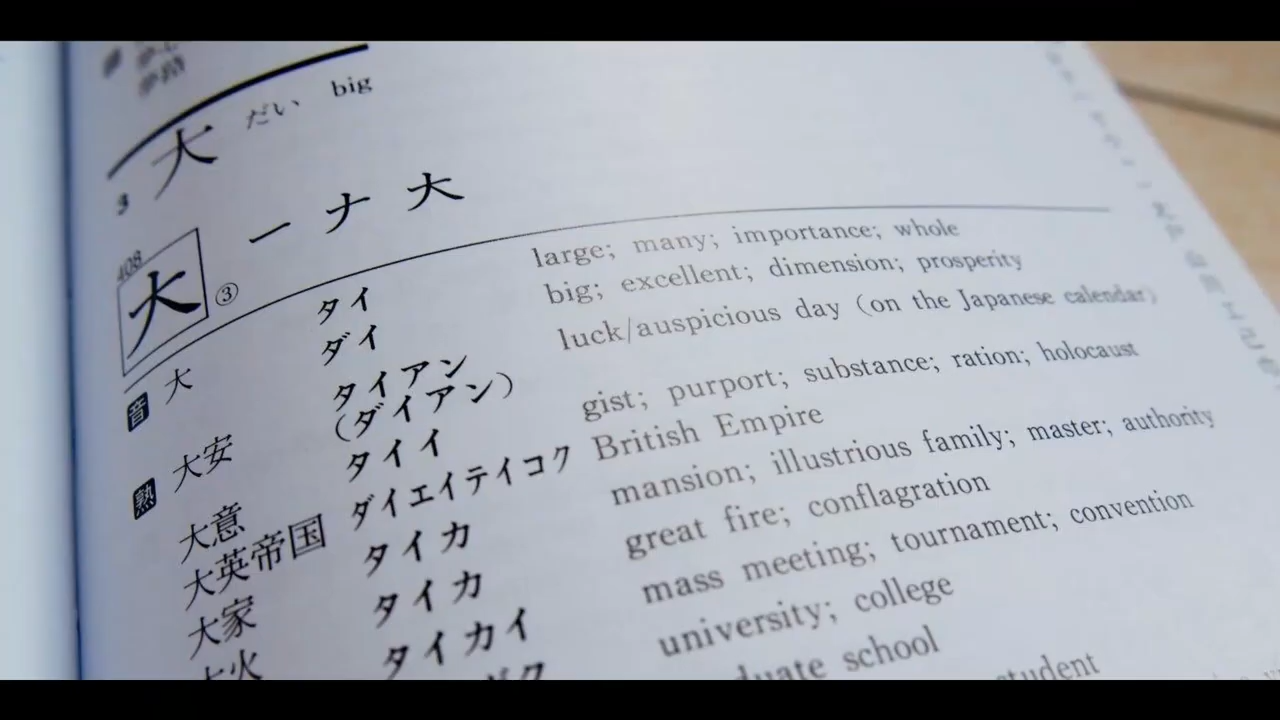 大 だい big
3
408 大 ③ 一 ナ 大
音 大 タイ large; many; importance; whole
ダイ big; excellent; dimension; prosperity
熟 大安 タイアン luck/auspicious day (on the Japanese calendar)
(ダイアン)
大意 タイイ gist; purport; substance; ration; holocaust
大英帝国 ダイエイテイコク British Empire
大家 タイカ mansion; illustrious family; master; authority
大火 タイカ great fire; conflagration
タイカイ mass meeting; tournament; convention
university; college
school
student